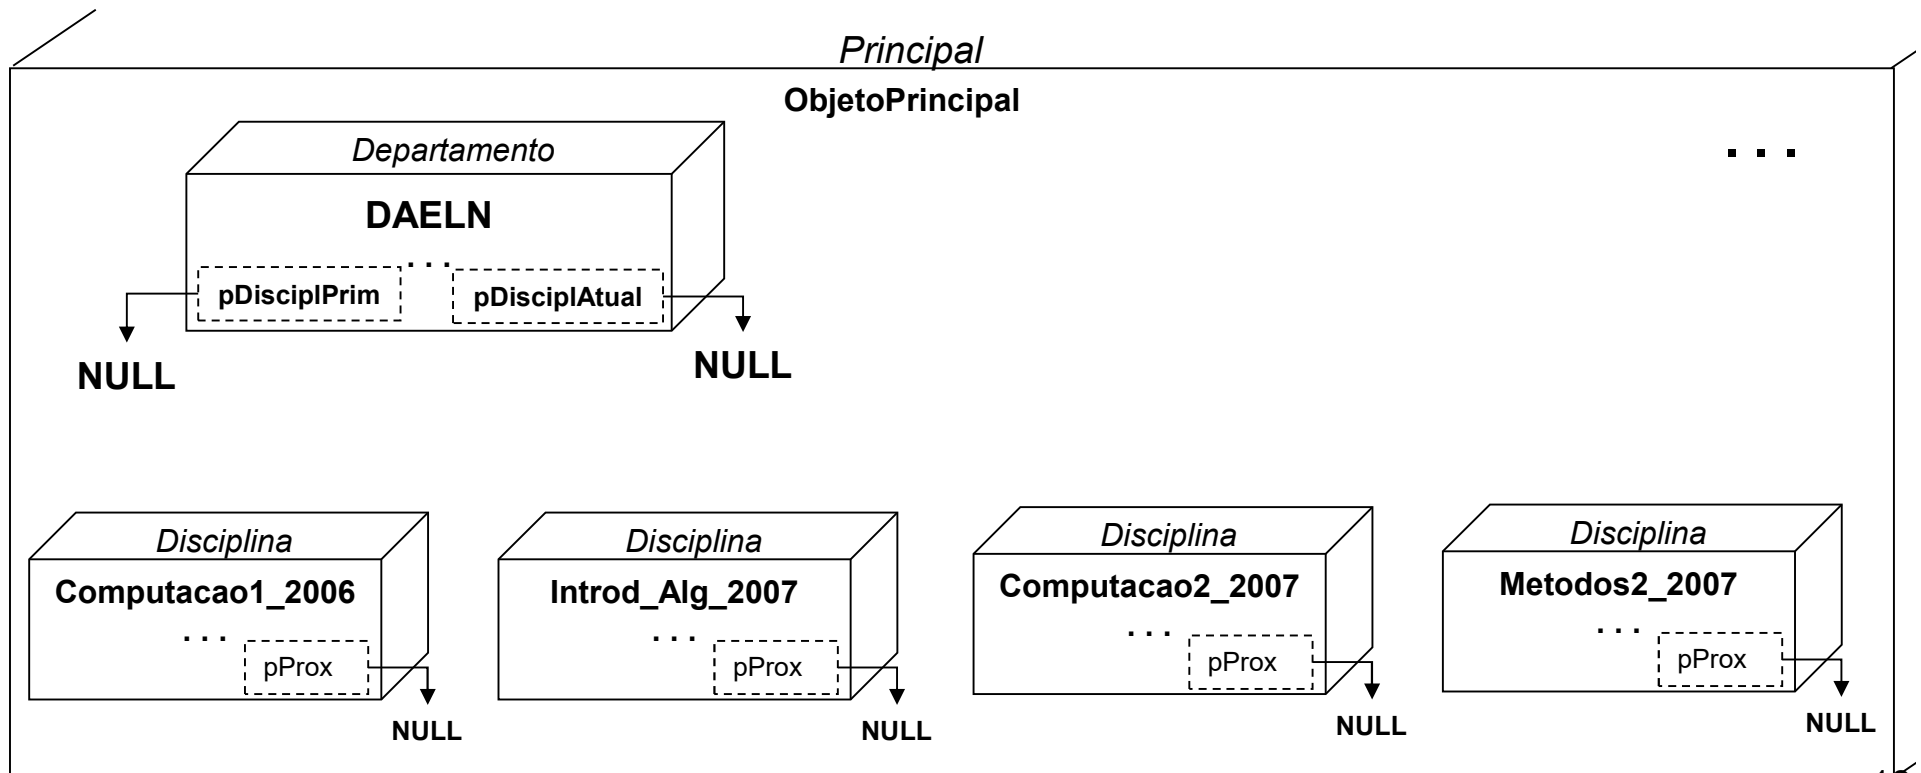 Principal
ObjetoPrincipal
. . .
Departamento
DAELN
. . .
pDisciplPrim
pDisciplAtual
NULL
NULL
Disciplina
Computacao1_2006
. . .
pProx
NULL
Disciplina
Introd_Alg_2007
. . .
pProx
NULL
Disciplina
Computacao2_2007
. . .
pProx
NULL
Disciplina
Metodos2_2007
. . .
pProx
NULL